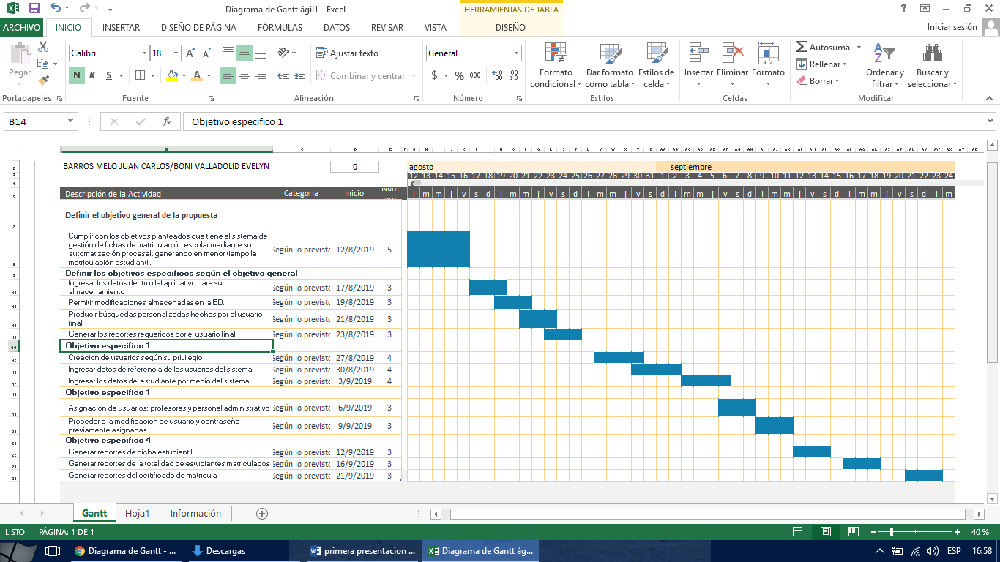 Diagrama de Gantt ágil1 - Excel
HERRAMIENTAS DE TABLA
ARCHIVO INICIO INSERTAR DISEÑO DE PÁGINA FÓRMULAS DATOS REVISAR VISTA DISEÑO Iniciar sesión
Pegar
Calibri 18
N K S
Ajustar texto
Combinar y centrar
General
$ % 000
Formato condicional
Dar formato como tabla
Estilos de celda
Insertar Eliminar Formato
Autosuma
Rellenar
Borrar
Ordenar y filtrar
Buscar y seleccionar
Portapapeles Fuente Alineación Número Estilos Celdas Modificar
B14 fx Objetivo especifico 1
BARROS MELO JUAN CARLOS/BONI VALLADOLID EVELYN 0 agosto septiembre
12 13 14 15 16 17 18 19 20 21 22 23 24 25 26 27 28 29 30 31 1 2 3 4 5 6 7 8 9 10 11 12 13 14 15 16 17 18 19 20 21 22 23 24
Descripción de la Actividad Categoría Inicio l m m j v s d l m m j v s d l m m j v s d l m m j v s d l m m j v s d l m m j v s d l m
Definir el objetivo general de la propuesta
Cumplir con los objetivos planteados que tiene el sistema de
gestión de fichas de matriculación escolar mediante su
automatización procesal, generando en menor tiempo la
matriculación estudiantil.
Según lo previsto 12/8/2019 5
Definir los objetivos especificos según el objetivo general
Ingresar los datos dentro del aplicativo para su
almacenamiento
Según lo previsto 17/8/2019 3
Permitir modificaciones almacenadas en la BD. Según lo previsto 19/8/2019 3
Producir búsquedas personalizadas hechas por el usuario
final
Según lo previsto 21/8/2019 3
Generar los reportes requeridos por el usuario final. Según lo previsto 23/8/2019 3
Objetivo especifico 1
Creacion de usuarios según su privilegio Según lo previsto 27/8/2019 4
Ingresar datos de referencia de los usuarios del sistema Según lo previsto 30/8/2019 4
Ingresar los datos del estudiante por medio del sistema Según lo previsto 3/9/2019 4
Objetivo especifico 1
Asignacion de usuarios: profesores y personal administrativo Según lo previsto 6/9/2019 3
Proceder a la modificacion de usuario y contraseña
previamente asignadas
Según lo previsto 9/9/2019 3
Objetivo especifico 4
Generar reportes de Ficha estudiantil Según lo previsto 12/9/2019 3
Generar reportes de la totalidad de estudiantes matriculados Según lo previsto 16/9/2019 3
Generar reportes del certificado de matricula Según lo previsto 21/9/2019 3
Gantt Hoja1 Información
LISTO PÁGINA: 1 DE 1 40 %
Diagrama de Gantt - ... Descargas primera presentacion ... Diagrama de Gantt ág... ESP 16:58